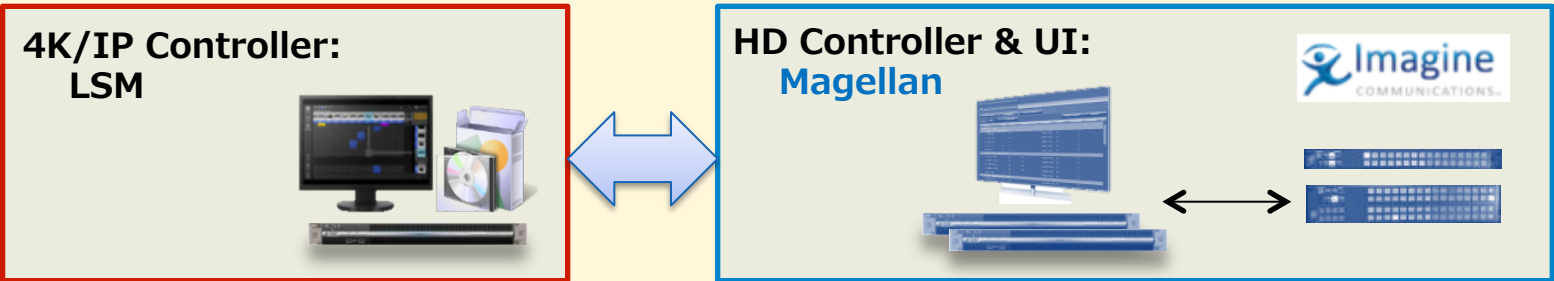 4K/IP Controller:
LSM
HD Controller & UI:
Magellan
Imagine
COMMUNICATIONS.